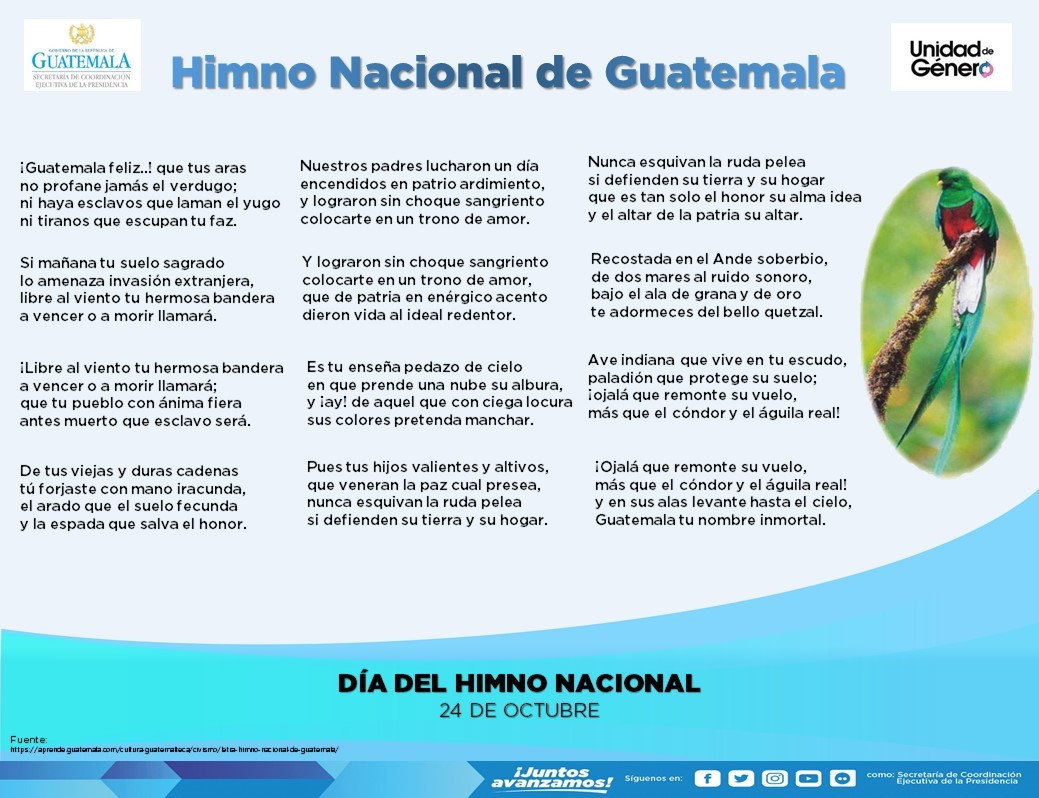 GOBIERNO DE LA REPÚBLICA DE
GUATEMALA
SECRETARÍA DE COORDINACIÓN
EJECUTIVA DE LA PRESIDENCIA
Himno Nacional de Guatemala
Unidad de
Género
¡Guatemala feliz..! que tus aras
no profane jamás el verdugo;
ni haya esclavos que laman el yugo
ni tiranos que escupan tu faz.
Si mañana tu suelo sagrado
lo amenaza invasión extranjera,
libre al viento tu hermosa bandera
a vencer o a morir llamará.
¡Libre al viento tu hermosa bandera
a vencer o a morir llamará;
que tu pueblo con ánima fiera
antes muerto que esclavo será.
De tus viejas y duras cadenas
tú forjaste con mano iracunda,
el arado que el suelo fecunda
y la espada que salva el honor.
Nuestros padres lucharon un día
encendidos en patrio ardimiento,
y lograron sin choque sangriento
colocarte en un trono de amor.
Y lograron sin choque sangriento
colocarte en un trono de amor,
que de patria en enérgico acento
dieron vida al ideal redentor.
Es tu enseña pedazo de cielo
en que prende una nube su albura,
y ¡ay! de aquel que con ciega locura
sus colores pretenda manchar.
Pues tus hijos valientes y altivos,
que veneran la paz cual presea,
nunca esquivan la ruda pelea
si defienden su tierra y su hogar.
Nunca esquivan la ruda pelea
si defienden su tierra y su hogar
que es tan solo el honor su alma idea
y el altar de la patria su altar.
Recostada en el Ande soberbio,
de dos mares al ruido sonoro,
bajo el ala de grana y de oro
te adormeces del bello quetzal.
Ave indiana que vive en tu escudo,
paladión que protege su suelo;
¡ojalá que remonte su vuelo,
más que el cóndor y el águila real!
¡Ojalá que remonte su vuelo,
más que el cóndor y el águila real!
y en sus alas levante hasta el cielo,
Guatemala tu nombre inmortal.
DÍA DEL HIMNO NACIONAL
24 DE OCTUBRE
Fuente:
https://aprende.guatemala.com/cultura-guatemalteca/civismo/letra-himno-nacional-de-guatemala/
¡Juntos
avanzamos!
Síguenos en:
como: Secretaría de Coordinación
Ejecutiva de la Presidencia